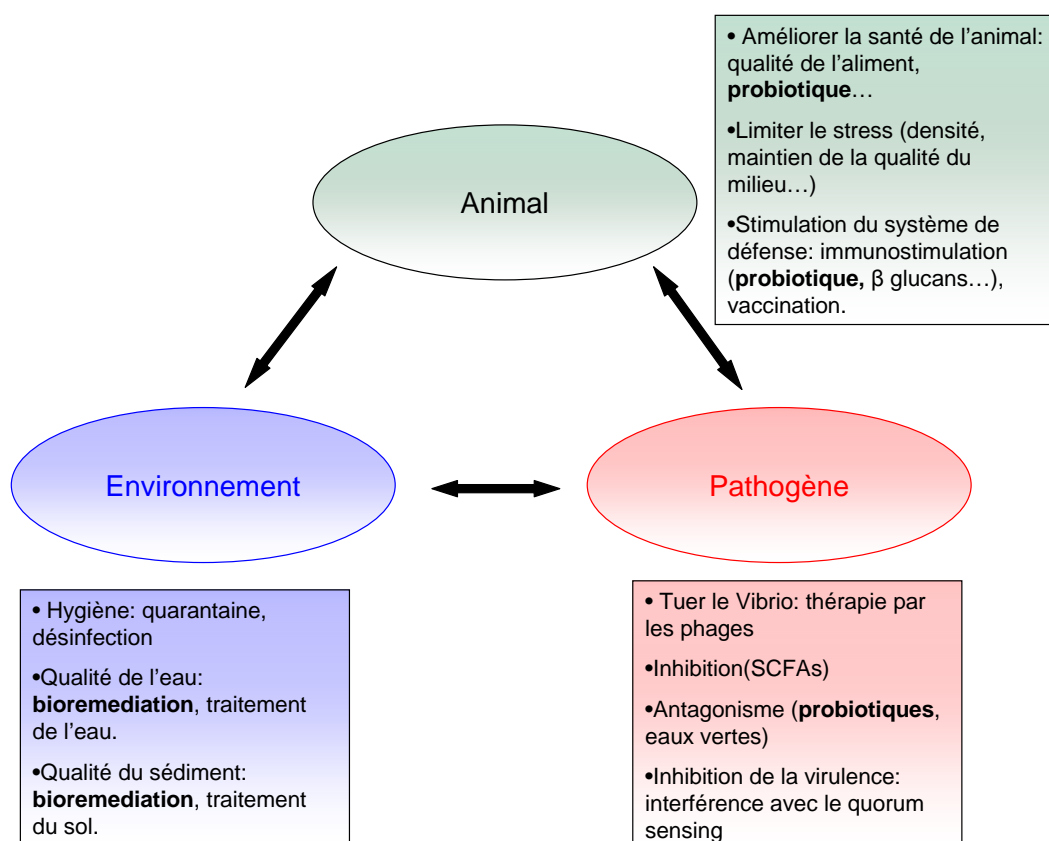 • Améliorer la santé de l’animal:
qualité de l’aliment,
probiotique…
•Limiter le stress (densité,
maintien de la qualité du
milieu…)
•Stimulation du système de
défense: immunostimulation
(probiotique, β glucans…),
vaccination.
Animal
Environnement
Pathogène
• Hygiène: quarantaine,
désinfection
•Qualité de l’eau:
bioremediation, traitement
de l’eau.
•Qualité du sédiment:
bioremediation, traitement
du sol.
• Tuer le Vibrio: thérapie par
les phages
•Inhibition(SCFAs)
•Antagonisme (probiotiques,
eaux vertes)
•Inhibition de la virulence:
interférence avec le quorum
sensing